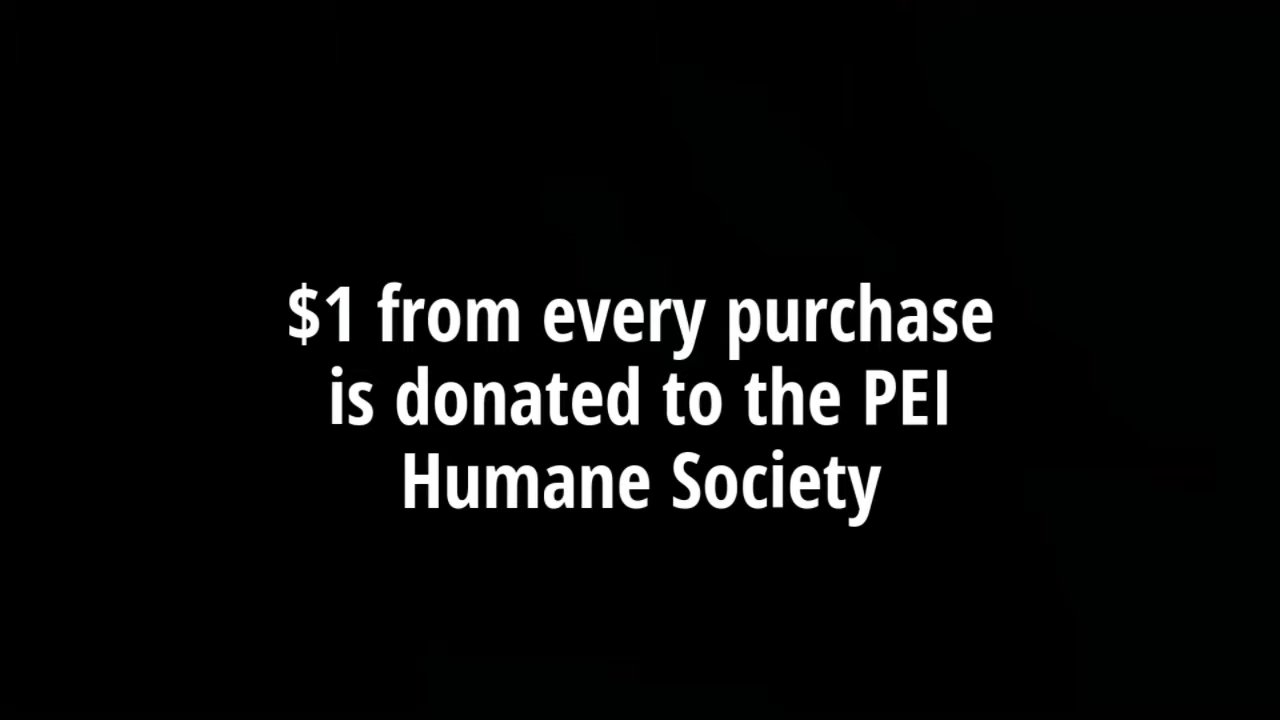 $1 from every purchase
is donated to the PEI
Humane Society